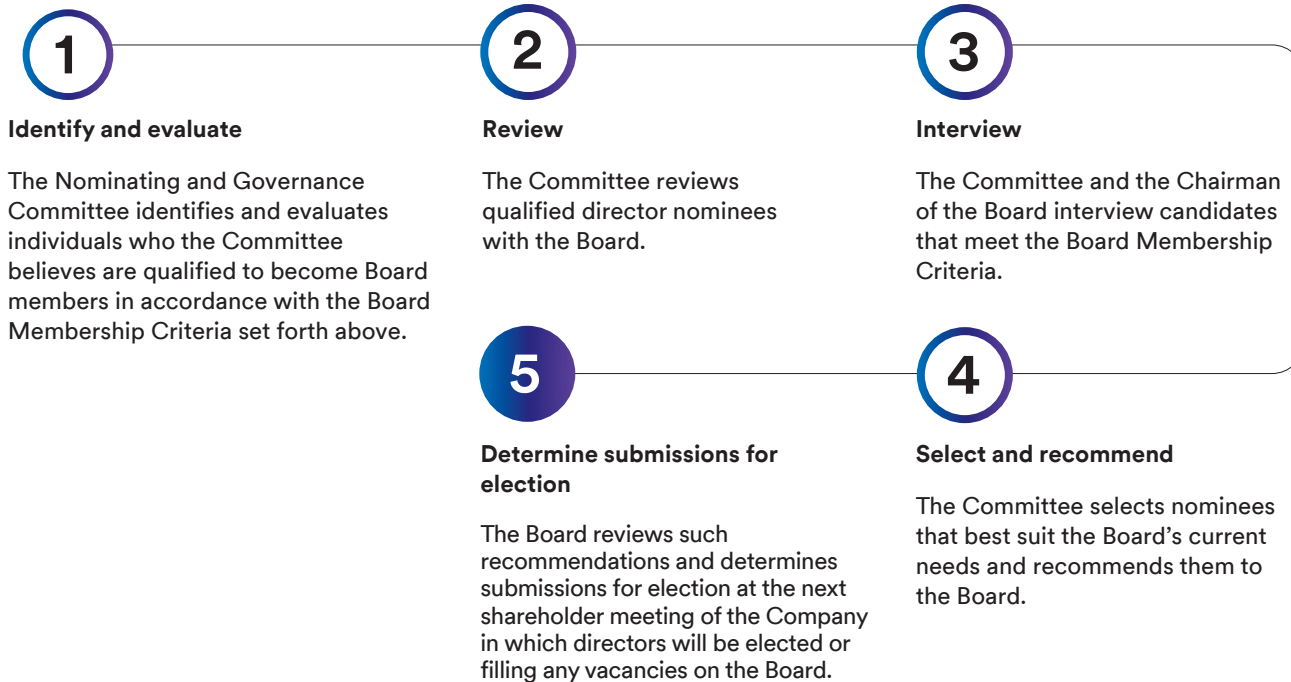 1
Identify and evaluate
The Nominating and Governance
Committee identifies and evaluates
individuals who the Committee
believes are qualified to become Board
members in accordance with the Board
Membership Criteria set forth above.
2
Review
The Committee reviews
qualified director nominees
with the Board.
3
Interview
The Committee and the Chairman
of the Board interview candidates
that meet the Board Membership
Criteria.
4
Select and recommend
The Committee selects nominees
that best suit the Board’s current
needs and recommends them to
the Board.
5
Determine submissions for
election
The Board reviews such
recommendations and determines
submissions for election at the next
shareholder meeting of the Company
in which directors will be elected or
filling any vacancies on the Board.